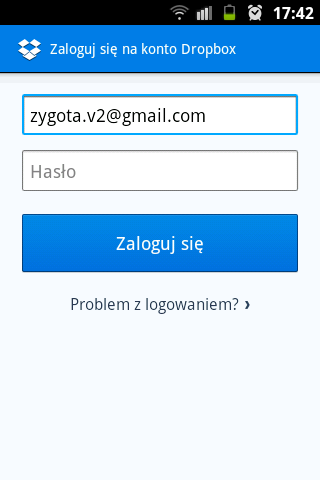 17:42
Zaloguj się na konto Dropbox
zygota.v2@gmail.com
Hasło
Zaloguj się
Problem z logowaniem? ›